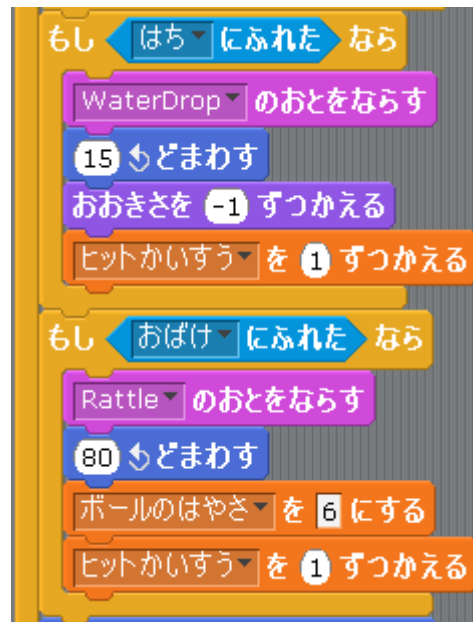 もし はち にふれた なら
WaterDrop のおとをならす
15 どまわす
おおきさを -1 ずつかえる
ヒットかいすう を 1 ずつかえる
もし おばけ にふれた なら
Rattle のおとをならす
80 どまわす
ボールのはやさ を 6 にする
ヒットかいすう を 1 ずつかえる